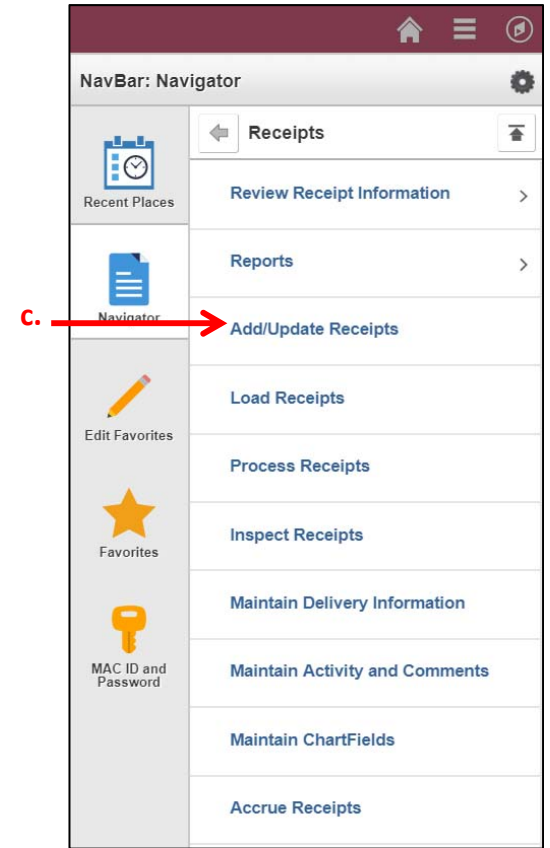 NavBar: Navigator
Receipts
Recent Places
Review Receipt Information
Reports
c.
Navigator
Add/Update Receipts
Load Receipts
Edit Favorites
Process Receipts
Inspect Receipts
Favorites
Maintain Delivery Information
MAC ID and
Password
Maintain Activity and Comments
Maintain ChartFields
Accrue Receipts